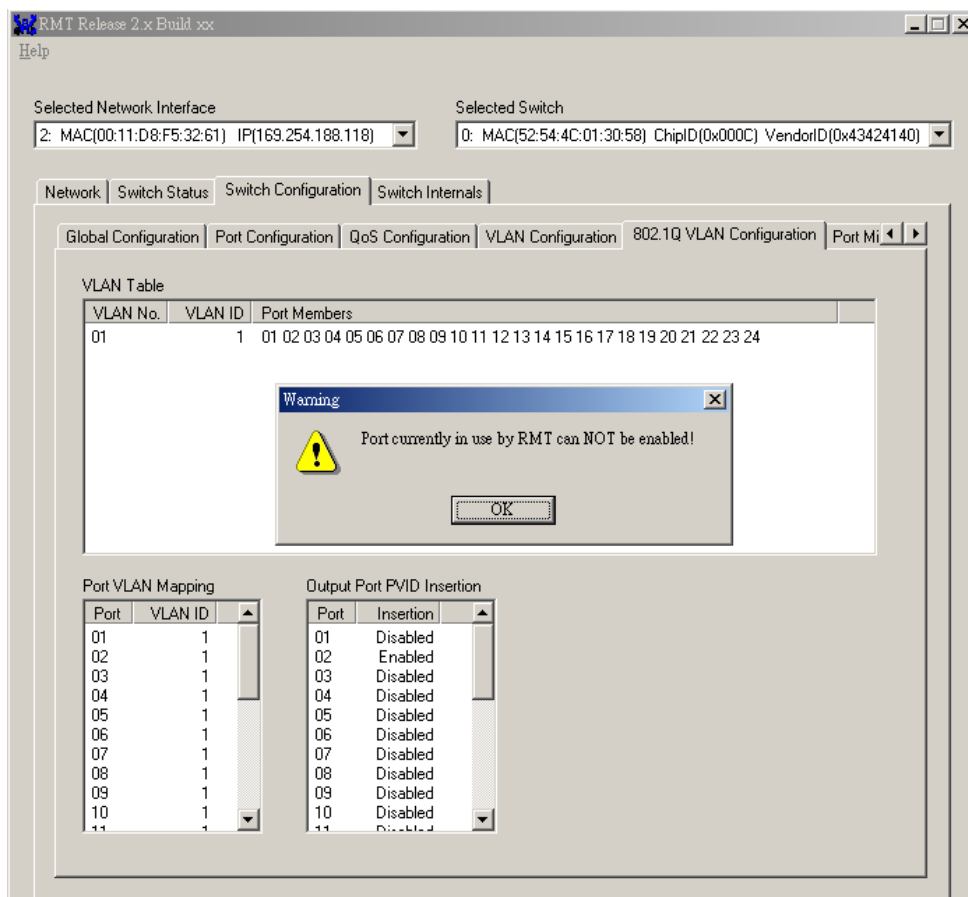 RMT Release 2.x Build xx
Help
Selected Network Interface
Selected Switch
2: MAC(00:11:D8:F5:32:61) IP(169.254.188.118)
0: MAC(52:54:4C:01:30:58) ChipID(0x000C) VendorID(0x43424140)
Network
Switch Status
Switch Configuration
Switch Internals
Global Configuration
Port Configuration
QoS Configuration
VLAN Configuration
802.1Q VLAN Configuration
Port Mi
VLAN Table
VLAN No. VLAN ID Port Members
01 1 01 02 03 04 05 06 07 08 09 10 11 12 13 14 15 16 17 18 19 20 21 22 23 24
Warning
Port currently in use by RMT can NOT be enabled!
OK
Port VLAN Mapping
Port VLAN ID
01 1
02 1
03 1
04 1
05 1
06 1
07 1
08 1
09 1
10 1
11 1
Output Port PVID Insertion
Port Insertion
01 Disabled
02 Enabled
03 Disabled
04 Disabled
05 Disabled
06 Disabled
07 Disabled
08 Disabled
09 Disabled
10 Disabled
11 Disabled